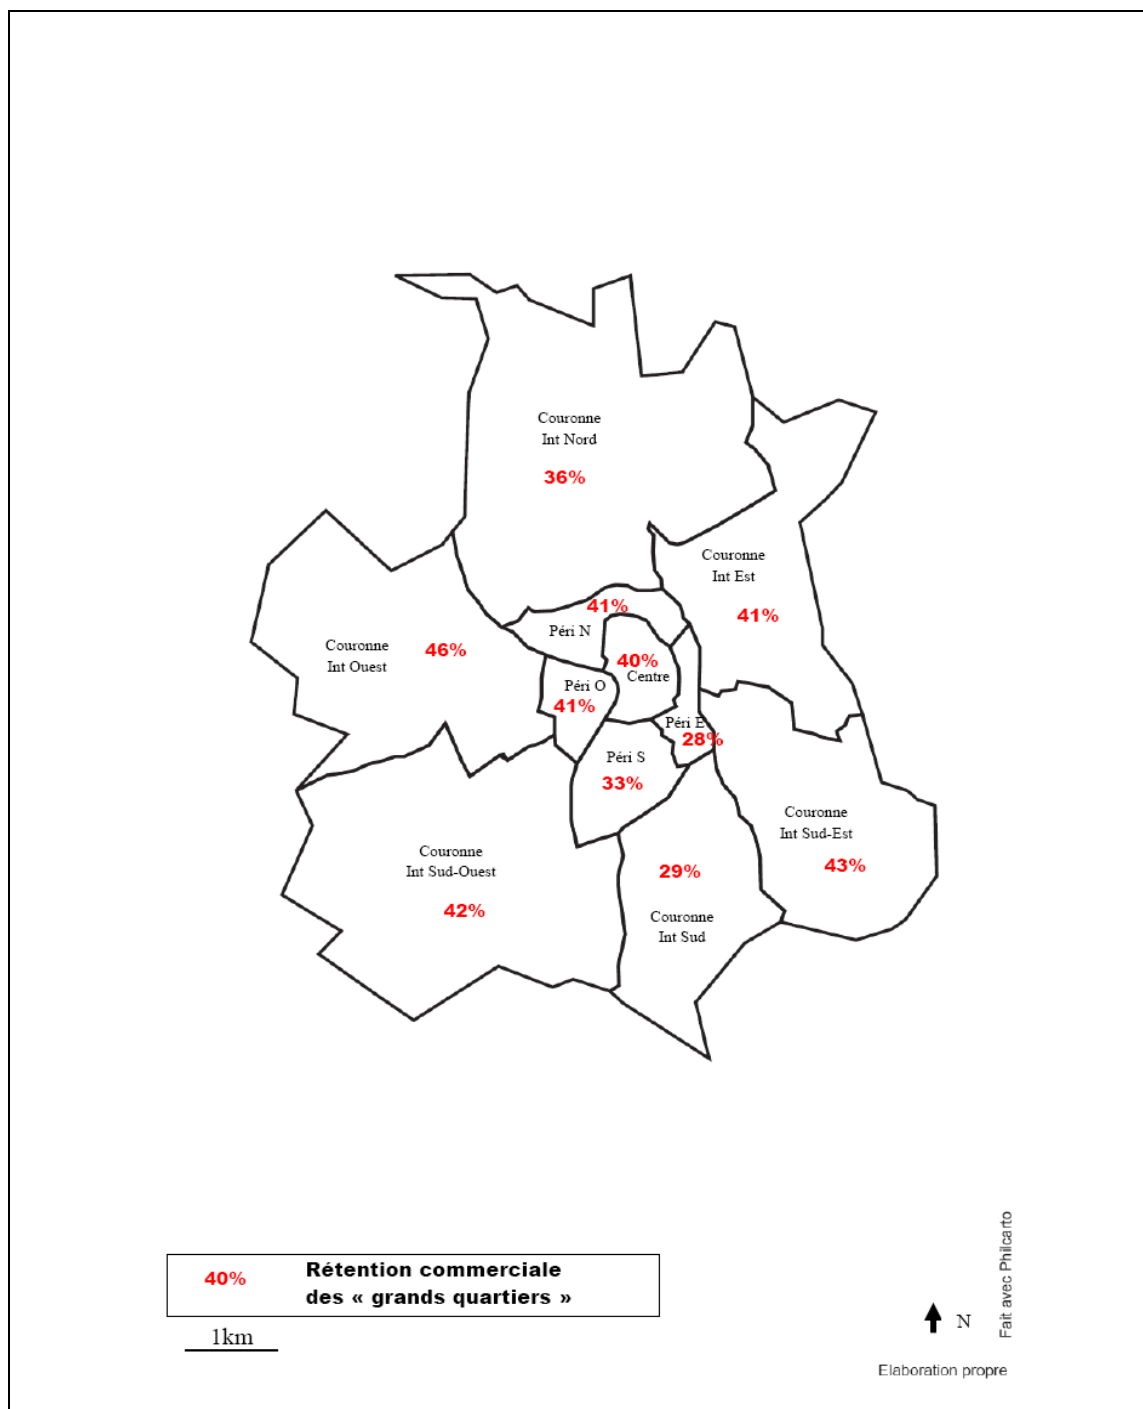 Couronne
Int Nord
36%
Couronne
Int Est
41%
41%
Péri N
Couronne
Int Ouest
46%
40%
Centre
Péri O
41%
Péri E
28%
Péri S
33%
Couronne
Int Sud-Est
43%
Couronne
Int Sud-Ouest
42%
29%
Couronne
Int Sud
40%
Rétention commerciale
des « grands quartiers »
1km
N
Fait avec Philcarto
Elaboration propre